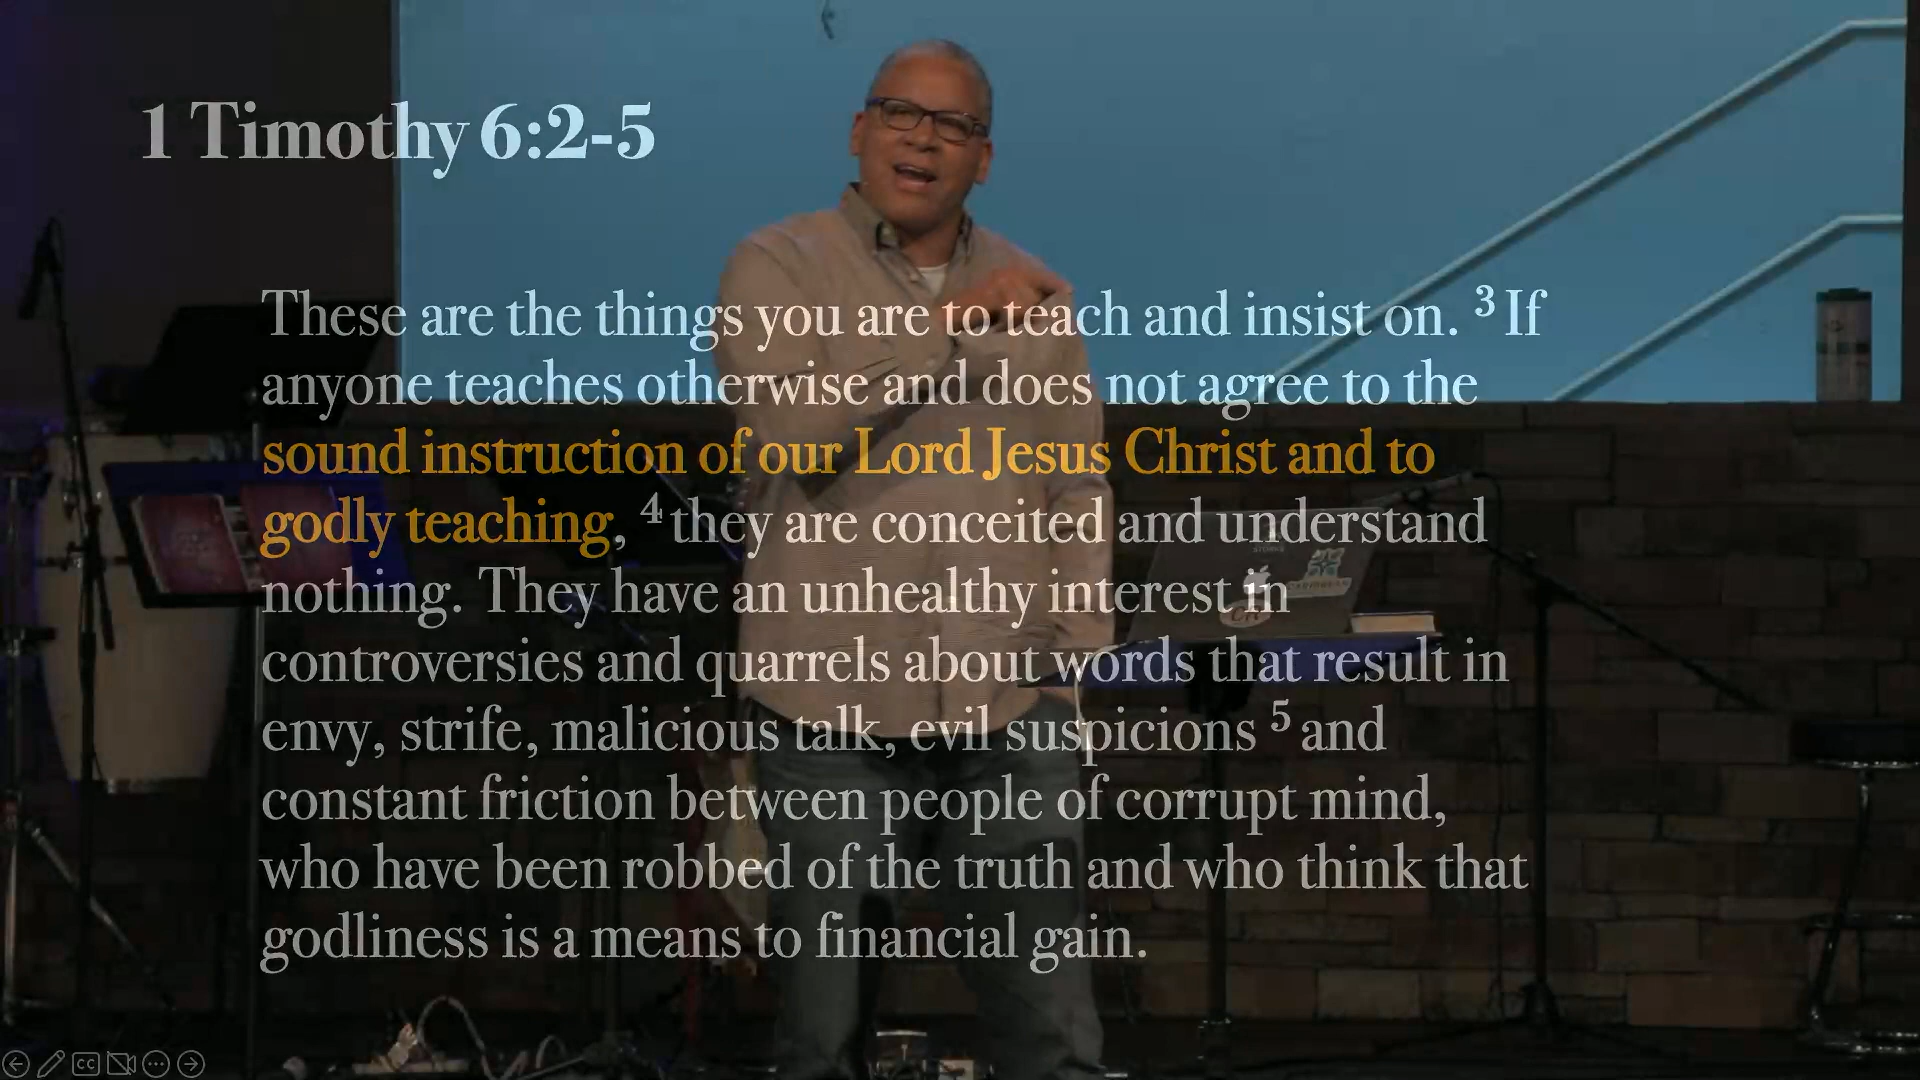 1 Timothy 6:2-5
These are the things you are to teach and insist on. ³ If
anyone teaches otherwise and does not agree to the
sound instruction of our Lord Jesus Christ and to
godly teaching, ⁴ they are conceited and understand
nothing. They have an unhealthy interest in
controversies and quarrels about words that result in
envy, strife, malicious talk, evil suspicions ⁵ and
constant friction between people of corrupt mind,
who have been robbed of the truth and who think that
godliness is a means to financial gain.
CC